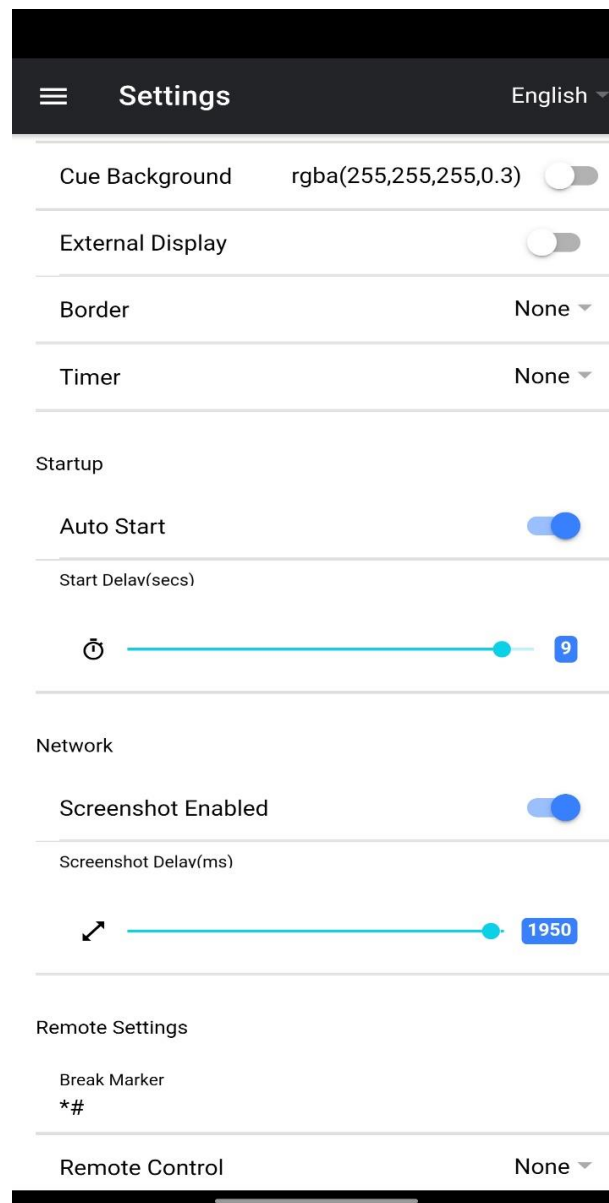 Settings English
Cue Background rgba(255,255,255,0.3)
External Display
Border None
Timer None
Startup
Auto Start
Start Delay(secs)
9
Network
Screenshot Enabled
Screenshot Delay(ms)
1950
Remote Settings
Break Marker
*#
Remote Control None